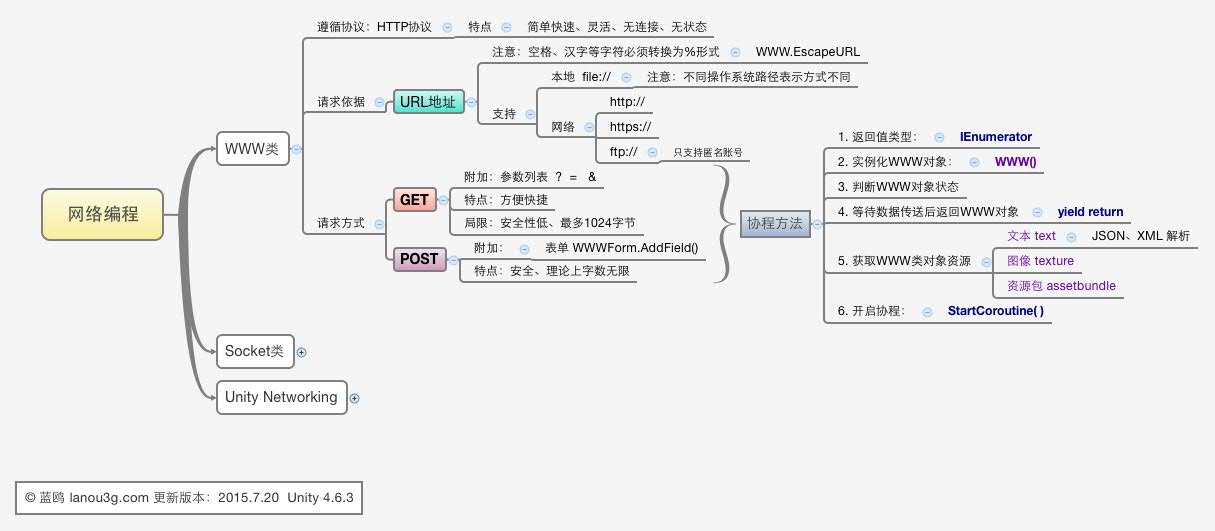 网络编程
WWW类
遵循协议：HTTP协议
特点
简单快速、灵活、无连接、无状态
请求依据
URL地址
注意：空格、汉字等字符必须转换为%形式
WWW.EscapeURL
支持
本地 file://
注意：不同操作系统路径表示方式不同
网络
http://
https://
ftp://
只支持匿名账号
请求方式
GET
附加：参数列表 ? = &
特点：方便快捷
局限：安全性低、最多1024字节
POST
附加：
表单 WWWForm.AddField()
特点：安全、理论上字数无限
协程方法
1. 返回值类型：
IEnumerator
2. 实例化WWW对象：
WWW()
3. 判断WWW对象状态
4. 等待数据传送后返回WWW对象
yield return
5. 获取WWW类对象资源
文本 text
JSON、XML 解析
图像 texture
资源包 assetbundle
6. 开启协程：
StartCoroutine( )
Socket类
Unity Networking
© 蓝鸥 lanou3g.com 更新版本：2015.7.20 Unity 4.6.3